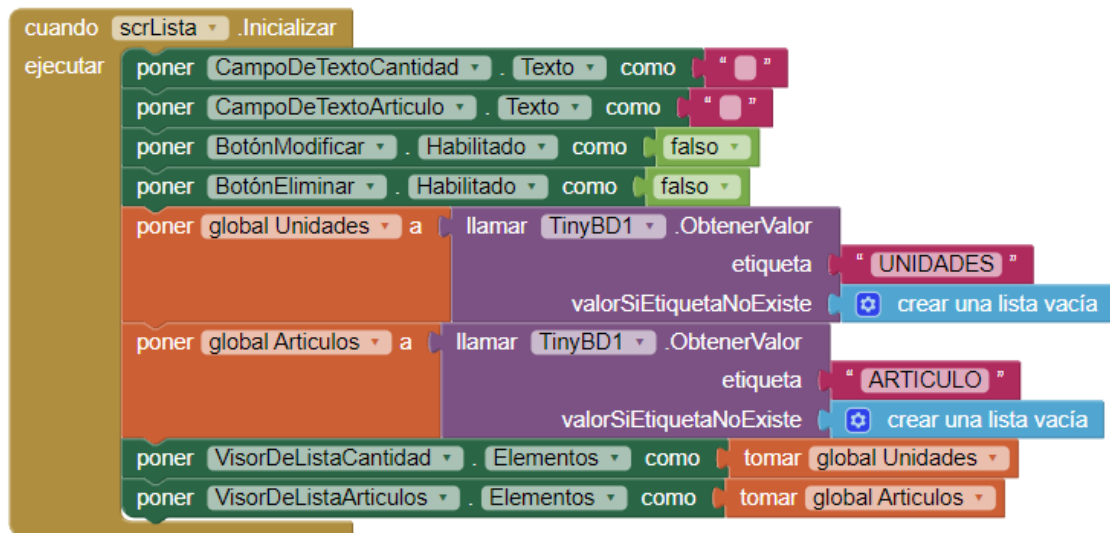 cuando scrLista .Inicializar
ejecutar poner CampoDeTextoCantidad . Texto como " "
poner CampoDeTextoArticulo . Texto como " "
poner BotónModificar . Habilitado como falso
poner BotónEliminar . Habilitado como falso
poner global Unidades a llamar TinyBD1 .ObtenerValor
etiqueta " UNIDADES "
valorSiEtiquetaNoExiste crear una lista vacía
poner global Articulos a llamar TinyBD1 .ObtenerValor
etiqueta " ARTICULO "
valorSiEtiquetaNoExiste crear una lista vacía
poner VisorDeListaCantidad . Elementos como tomar global Unidades
poner VisorDeListaArticulos . Elementos como tomar global Articulos